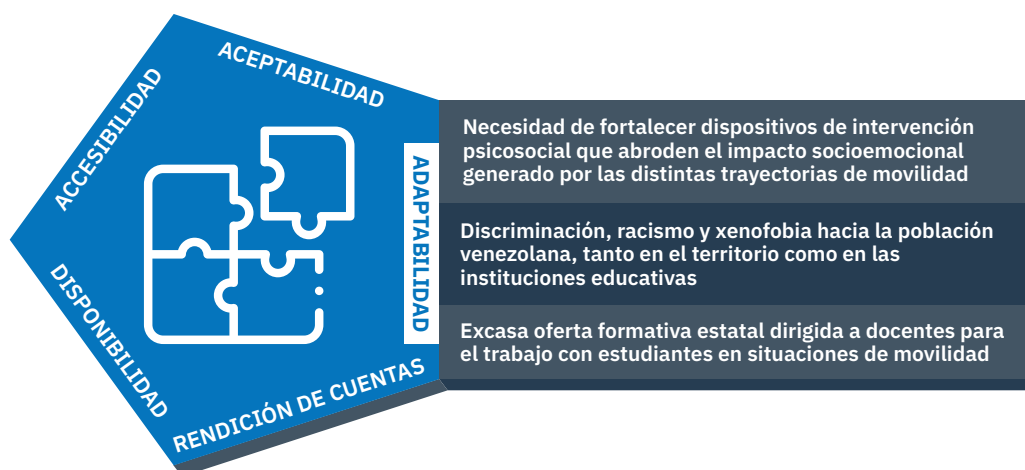 ACEPTABILIDAD
ACCESIBILIDAD
ADAPTABILIDAD
DISPONIBILIDAD
RENDICIÓN DE CUENTAS
Necesidad de fortalecer dispositivos de intervención
psicosocial que abroden el impacto socioemocional
generado por las distintas trayectorias de movilidad
Discriminación, racismo y xenofobia hacia la población
venezolana, tanto en el territorio como en las
instituciones educativas
Excasa oferta formativa estatal dirigida a docentes para
el trabajo con estudiantes en situaciones de movilidad